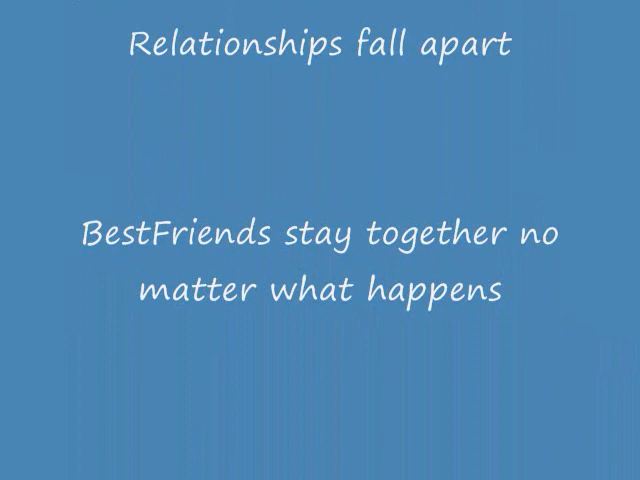 Relationships fall apart
BestFriends stay together no
matter what happens